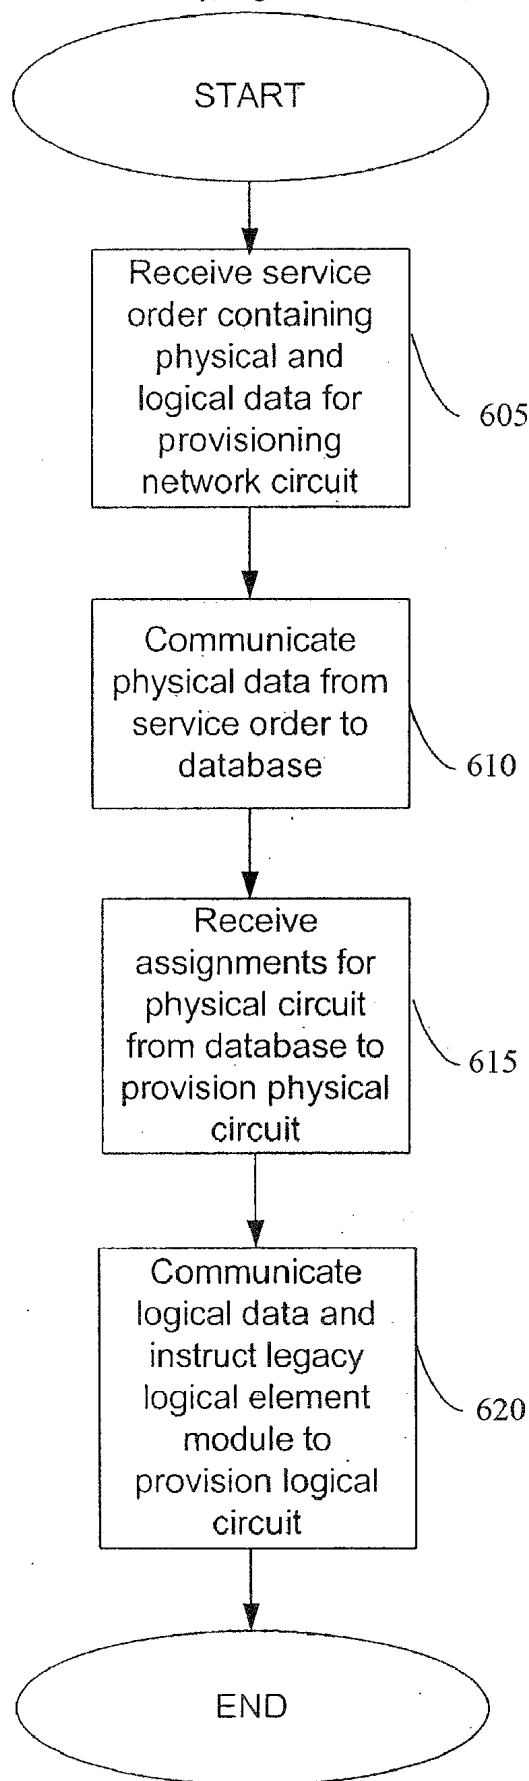 START
Receive service
order containing
physical and
logical data for
provisioning
network circuit
605
Communicate
physical data from
service order to
database
610
Receive
assignments for
physical circuit
from database to
provision physical
circuit
615
Communicate
logical data and
instruct legacy
logical element
module to
provision logical
circuit
620
END